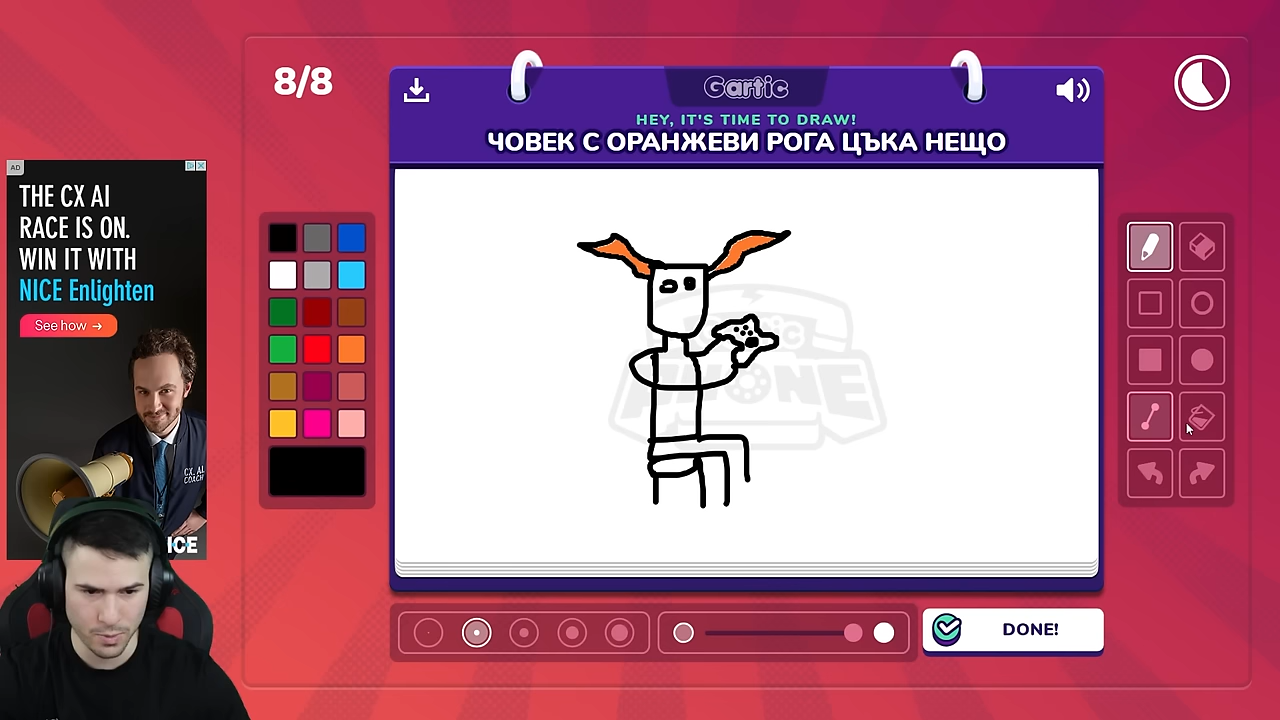 8/8
Gartic
HEY, IT'S TIME TO DRAW!
ЧОВЕК С ОРАНЖЕВИ РОГА ЦЪКА НЕЩО
AD
THE CX AI
RACE IS ON.
WIN IT WITH
NICE Enlighten
See how →
CX. AI
COACH
ICE
PHONE
DONE!